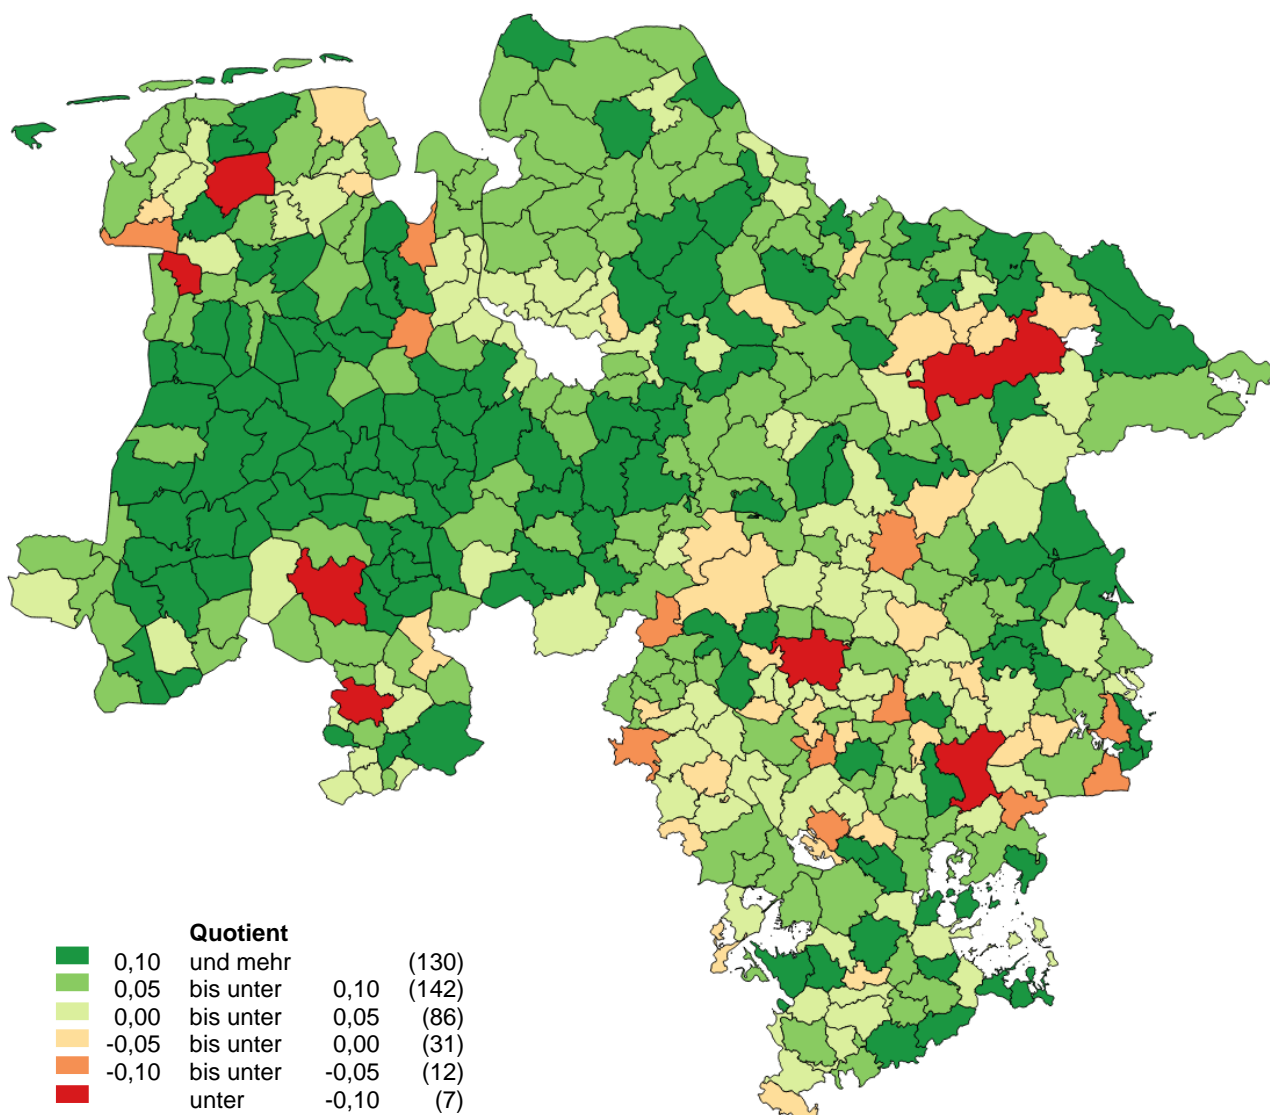 Quotient
0,10 und mehr (130)
0,05 bis unter 0,10 (142)
0,00 bis unter 0,05 (86)
-0,05 bis unter 0,00 (31)
-0,10 bis unter -0,05 (12)
unter -0,10 (7)